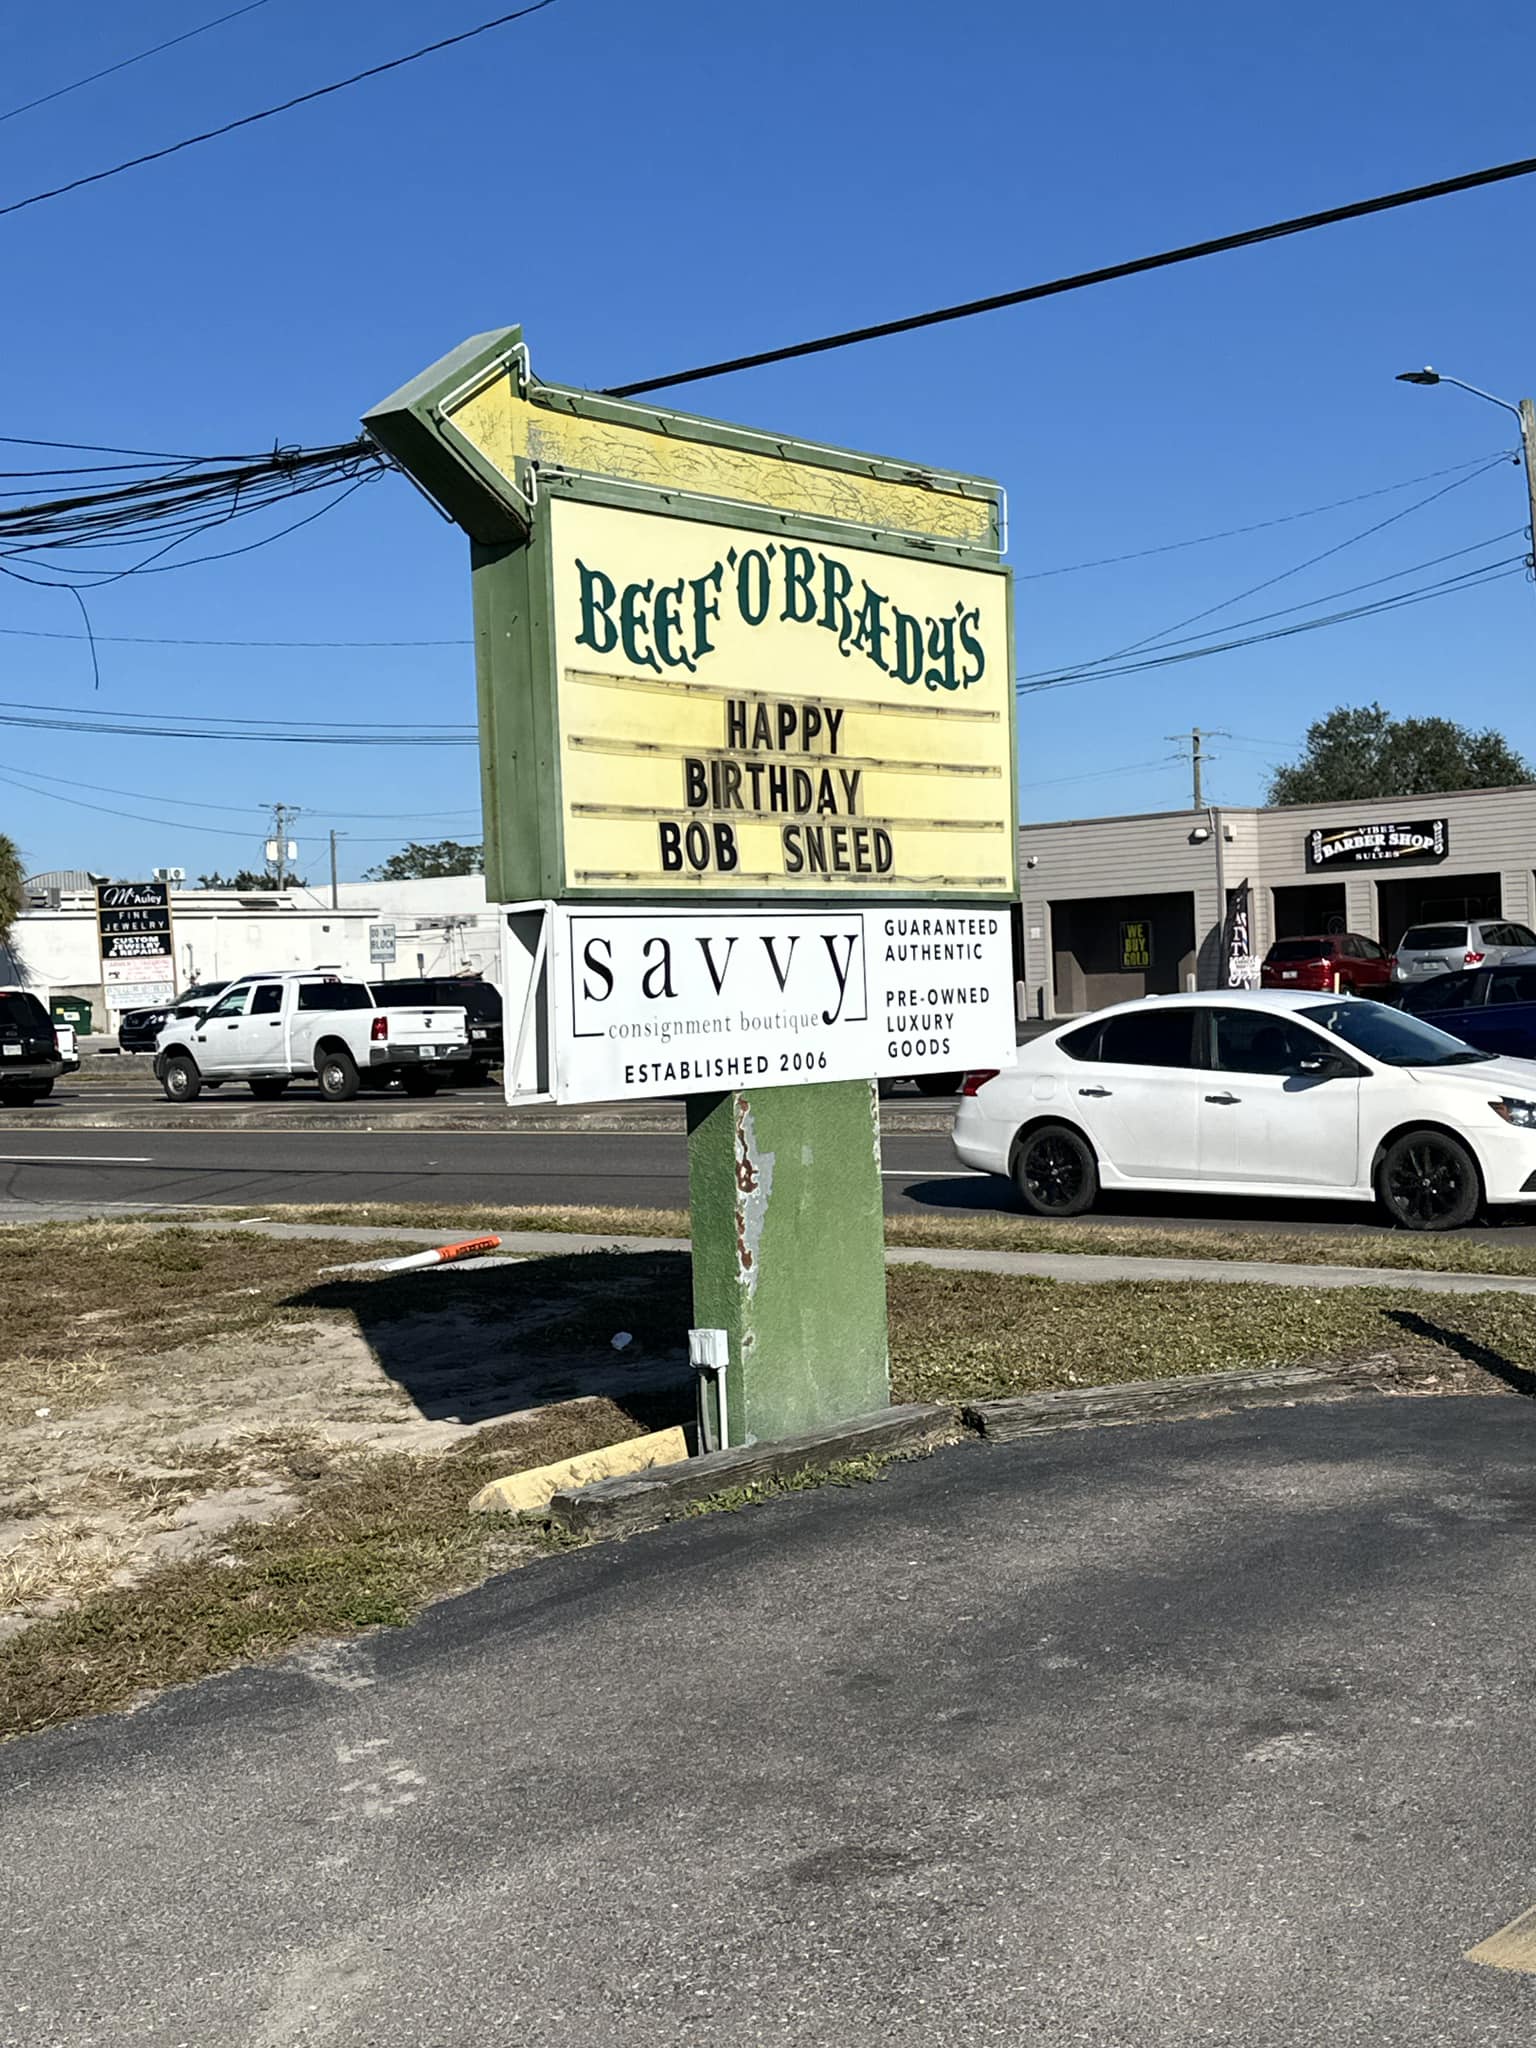 BEEF 'O' BRADY'S
HAPPY
BIRTHDAY
BOB SNEED
savvy
consignment boutique
ESTABLISHED 2006
GUARANTEED
AUTHENTIC
PRE-OWNED
LUXURY
GOODS
McAuley
FINE
JEWELRY
CUSTOM
JEWELRY
& REPAIRS
DO NOT
BLOCK
VIBEZ
BARBER SHOP
&
SUITES
WE
BUY
GOLD